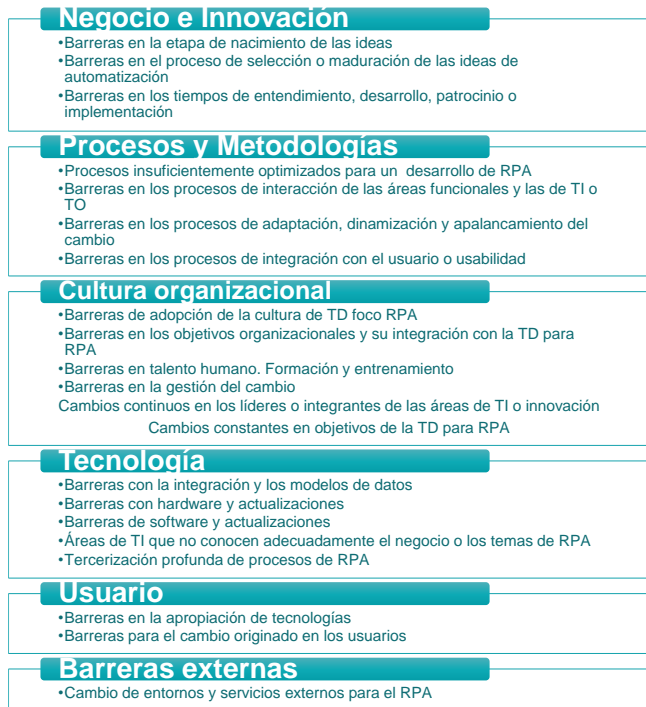 Negocio e Innovación
•Barreras en la etapa de nacimiento de las ideas
•Barreras en el proceso de selección o maduración de las ideas de
automatización
•Barreras en los tiempos de entendimiento, desarrollo, patrocinio o
implementación
Procesos y Metodologías
•Procesos insuficientemente optimizados para un desarrollo de RPA
•Barreras en los procesos de interacción de las áreas funcionales y las de TI o
TO
•Barreras en los procesos de adaptación, dinamización y apalancamiento del
cambio
•Barreras en los procesos de integración con el usuario o usabilidad
Cultura organizacional
•Barreras de adopción de la cultura de TD foco RPA
•Barreras en los objetivos organizacionales y su integración con la TD para
RPA
•Barreras en talento humano. Formación y entrenamiento
•Barreras en la gestión del cambio
Cambios continuos en los líderes o integrantes de las áreas de TI o innovación
Cambios constantes en objetivos de la TD para RPA
Tecnología
•Barreras con la integración y los modelos de datos
•Barreras con hardware y actualizaciones
•Barreras de software y actualizaciones
•Áreas de TI que no conocen adecuadamente el negocio o los temas de RPA
•Tercerización profunda de procesos de RPA
Usuario
•Barreras en la apropiación de tecnologías
•Barreras para el cambio originado en los usuarios
Barreras externas
•Cambio de entornos y servicios externos para el RPA